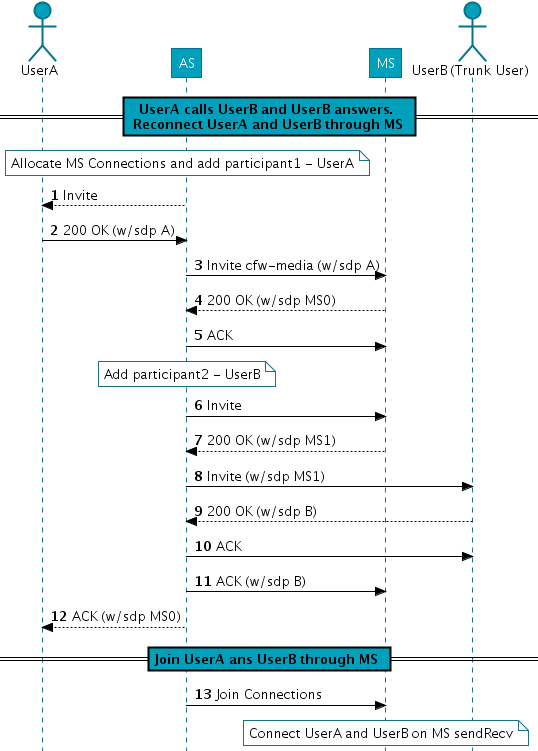 UserA
AS
MS
UserB (Trunk User)
UserA calls UserB and UserB answers.
Reconnect UserA and UserB through MS
Allocate MS Connections and add participant1 - UserA
1 Invite
2 200 OK (w/sdp A)
3 Invite cfw-media (w/sdp A)
4 200 OK (w/sdp MS0)
5 ACK
Add participant2 - UserB
6 Invite
7 200 OK (w/sdp MS1)
8 Invite (w/sdp MS1)
9 200 OK (w/sdp B)
10 ACK
11 ACK (w/sdp B)
12 ACK (w/sdp MS0)
Join UserA ans UserB through MS
13 Join Connections
Connect UserA and UserB on MS sendRecv